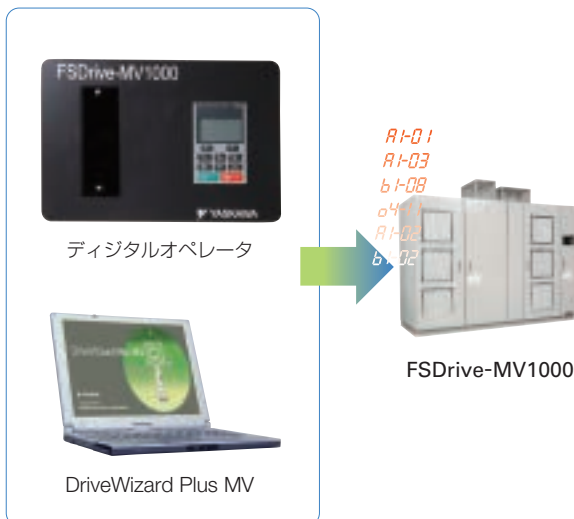 FSDrive-MV1000
YASKAWA
ディジタルオペレータ
DriveWizard Plus MV
A1-01
A1-03
b1-08
A1-02
b1-02
FSDrive-MV1000